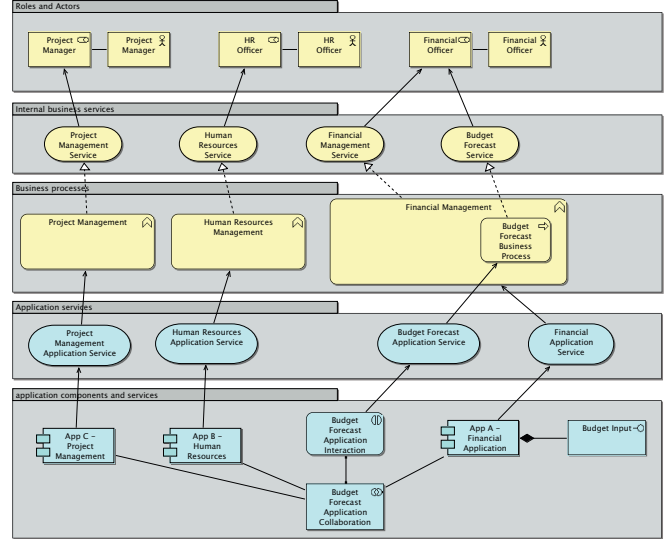 Roles and Actors
Project
Manager
Project
Manager
HR
Officer
HR
Officer
Financial
Officer
Financial
Officer
Internal business services
Project
Management
Service
Human
Resources
Service
Financial
Management
Service
Budget
Forecast
Service
Business processes
Project Management
Human Resources
Management
Financial Management
Budget
Forecast
Business
Process
Application services
Project
Management
Application Service
Human Resources
Application Service
Budget Forecast
Application Service
Financial
Application
Service
application components and services
App C –
Project
Management
App B –
Human
Resources
Budget
Forecast
Application
Interaction
App A –
Financial
Application
Budget Input
Budget
Forecast
Application
Collaboration